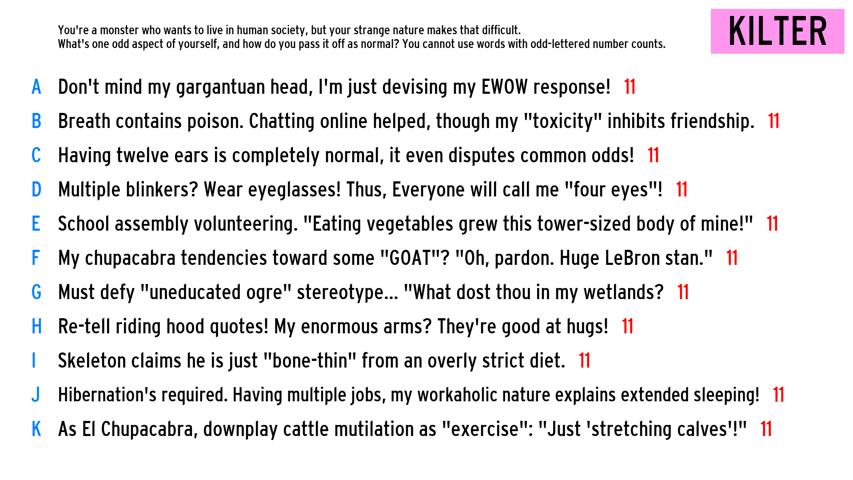 You're a monster who wants to live in human society, but your strange nature makes that difficult.
What's one odd aspect of yourself, and how do you pass it off as normal? You cannot use words with odd-lettered number counts.
KILTER
A Don't mind my gargantuan head, I'm just devising my EWOW response! 11
B Breath contains poison. Chatting online helped, though my "toxicity" inhibits friendship. 11
C Having twelve ears is completely normal, it even disputes common odds! 11
D Multiple blinkers? Wear eyeglasses! Thus, Everyone will call me "four eyes"! 11
E School assembly volunteering. "Eating vegetables grew this tower-sized body of mine!" 11
F My chupacabra tendencies toward some "GOAT"? "Oh, pardon. Huge LeBron stan." 11
G Must defy "uneducated ogre" stereotype... "What dost thou in my wetlands? 11
H Re-tell riding hood quotes! My enormous arms? They're good at hugs! 11
I Skeleton claims he is just "bone-thin" from an overly strict diet. 11
J Hibernation's required. Having multiple jobs, my workaholic nature explains extended sleeping! 11
K As El Chupacabra, downplay cattle mutilation as "exercise": "Just 'stretching calves'!" 11